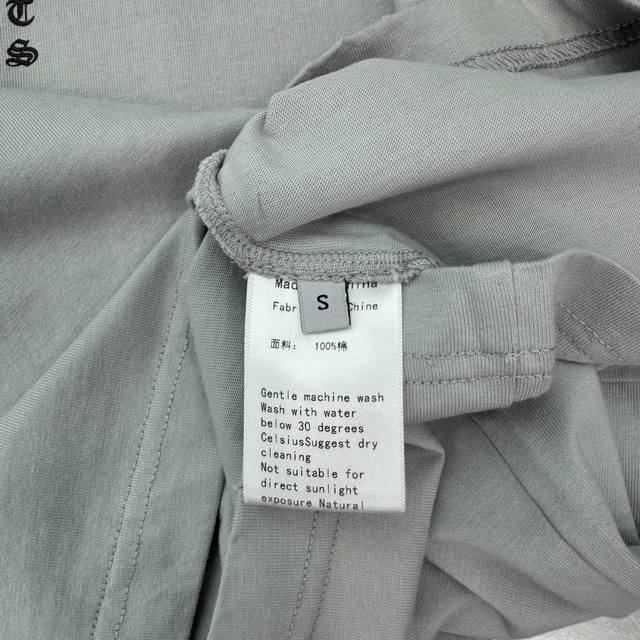 T
S
S
面料： 100%棉
Gentle machine wash
Wash with water
below 30 degrees
CelsiusSuggest dry
cleaning
Not suitable for
direct sunlight
exposure Natural